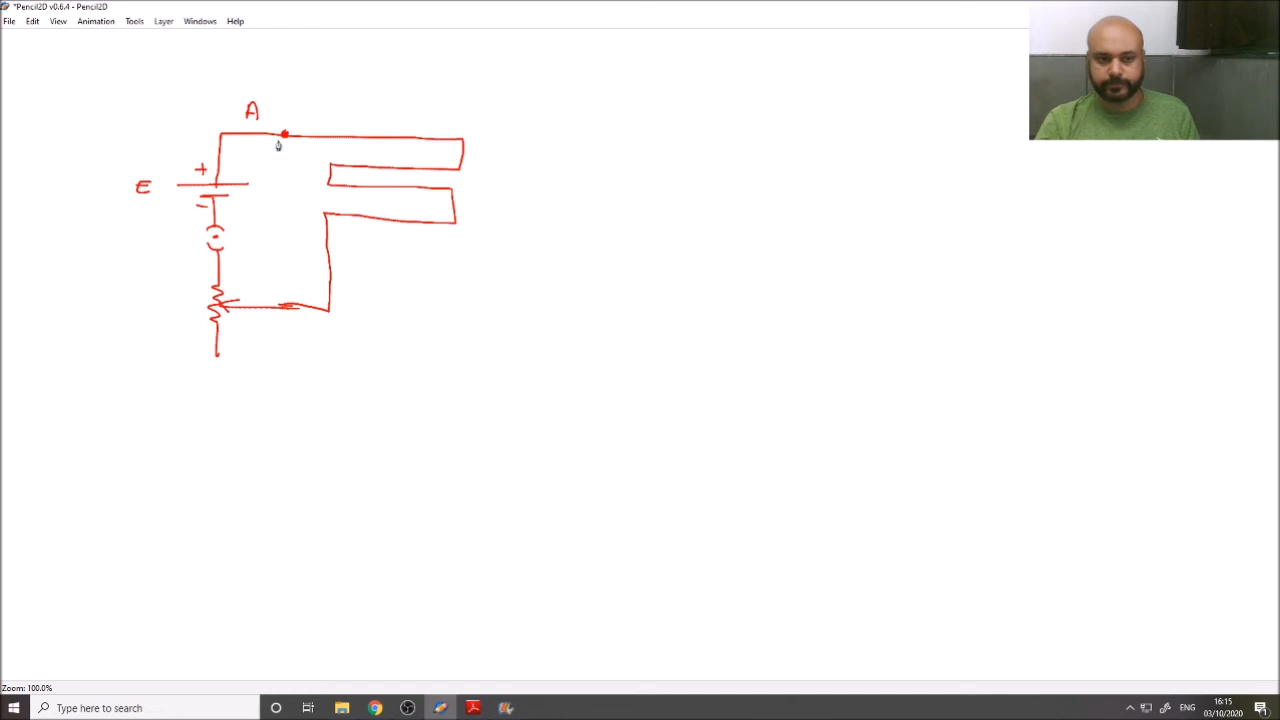 *Pencil2D v0.6.4 - Pencil2D
File Edit View Animation Tools Layer Windows Help
A
+
E
-
Zoom: 100.0%
Type here to search
ENG
16:15
03/10/2020
1